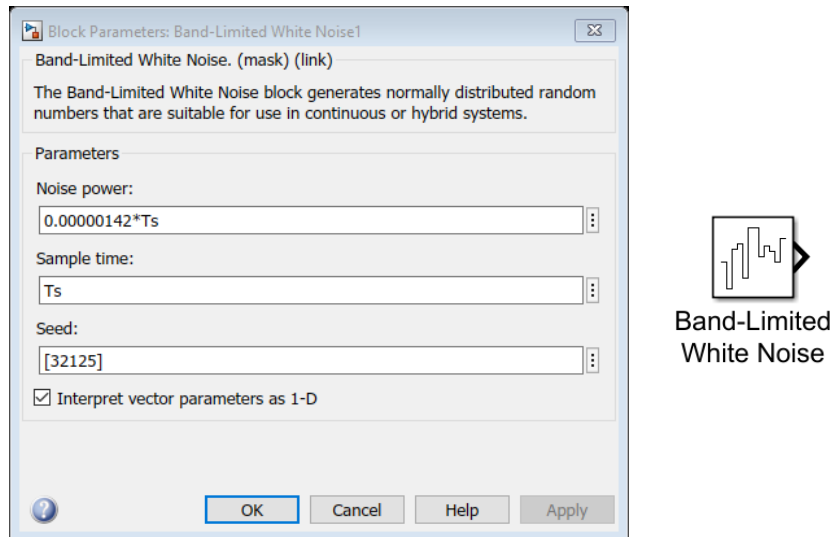 Block Parameters: Band-Limited White Noise1
Band-Limited White Noise. (mask) (link)
The Band-Limited White Noise block generates normally distributed random
numbers that are suitable for use in continuous or hybrid systems.
Parameters
Noise power:
0.00000142*Ts
Sample time:
Ts
Seed:
[32125]
Interpret vector parameters as 1-D
OK Cancel Help Apply
Band-Limited
White Noise